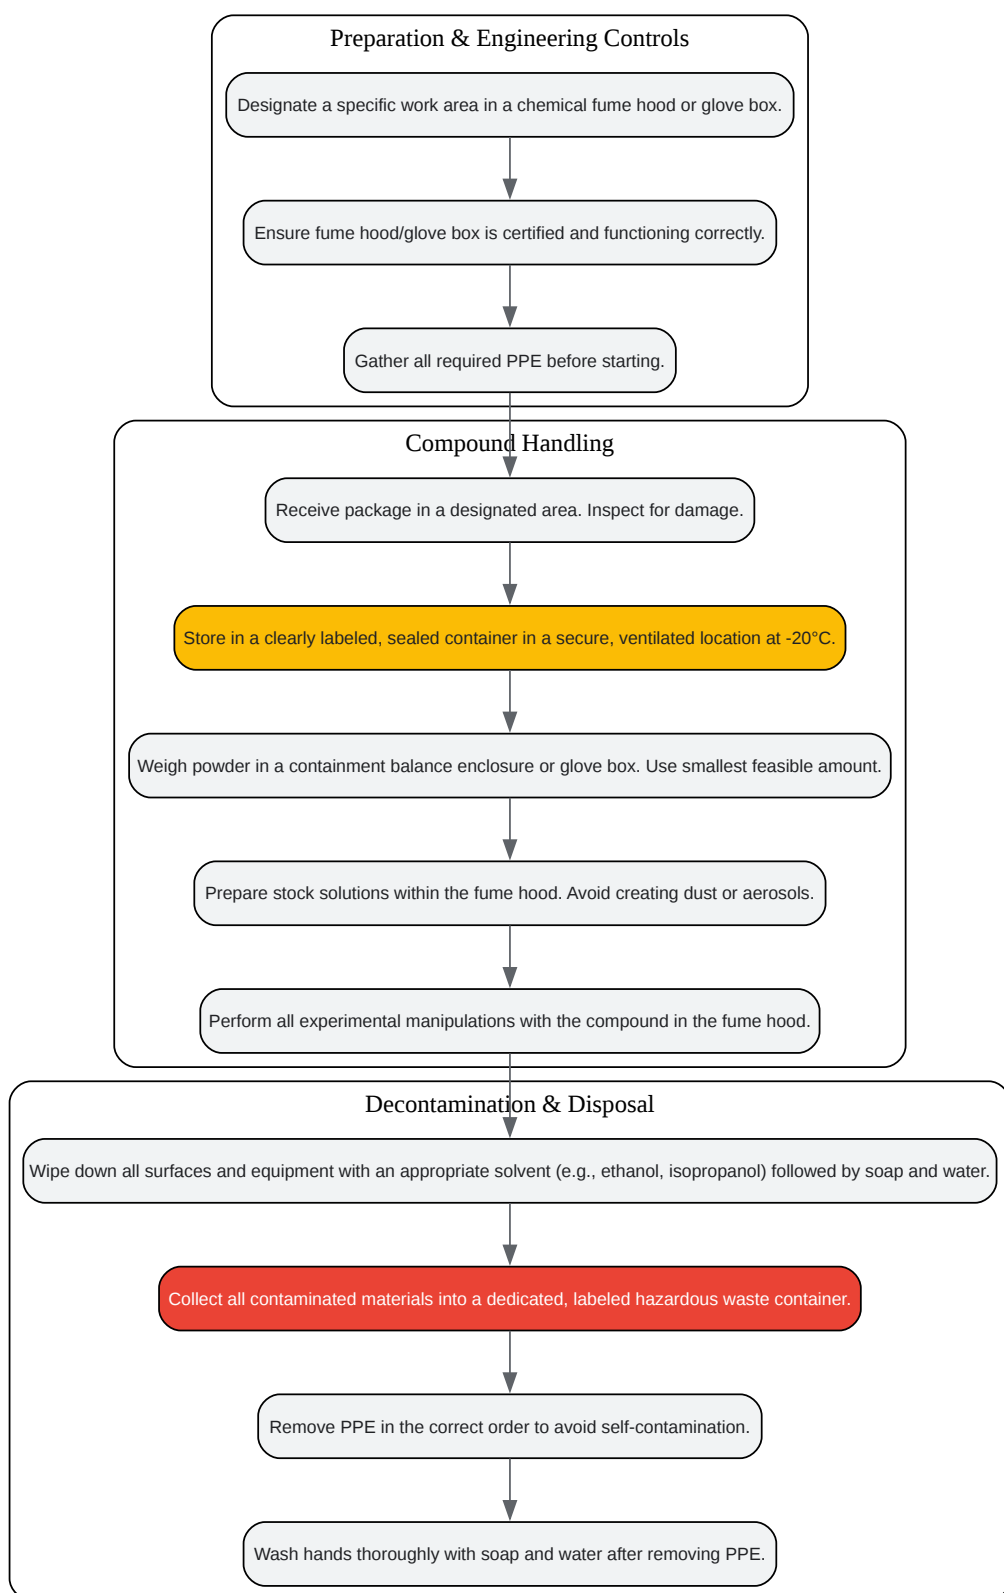 Preparation & Engineering Controls
Designate a specific work area in a chemical fume hood or glove box.
Ensure fume hood/glove box is certified and functioning correctly.
Gather all required PPE before starting.
Compound Handling
Receive package in a designated area. Inspect for damage.
Store in a clearly labeled, sealed container in a secure, ventilated location at -20°C.
Weigh powder in a containment balance enclosure or glove box. Use smallest feasible amount.
Prepare stock solutions within the fume hood. Avoid creating dust or aerosols.
Perform all experimental manipulations with the compound in the fume hood.
Decontamination & Disposal
Wipe down all surfaces and equipment with an appropriate solvent (e.g., ethanol, isopropanol) followed by soap and water.
Collect all contaminated materials into a dedicated, labeled hazardous waste container.
Remove PPE in the correct order to avoid self-contamination.
Wash hands thoroughly with soap and water after removing PPE.